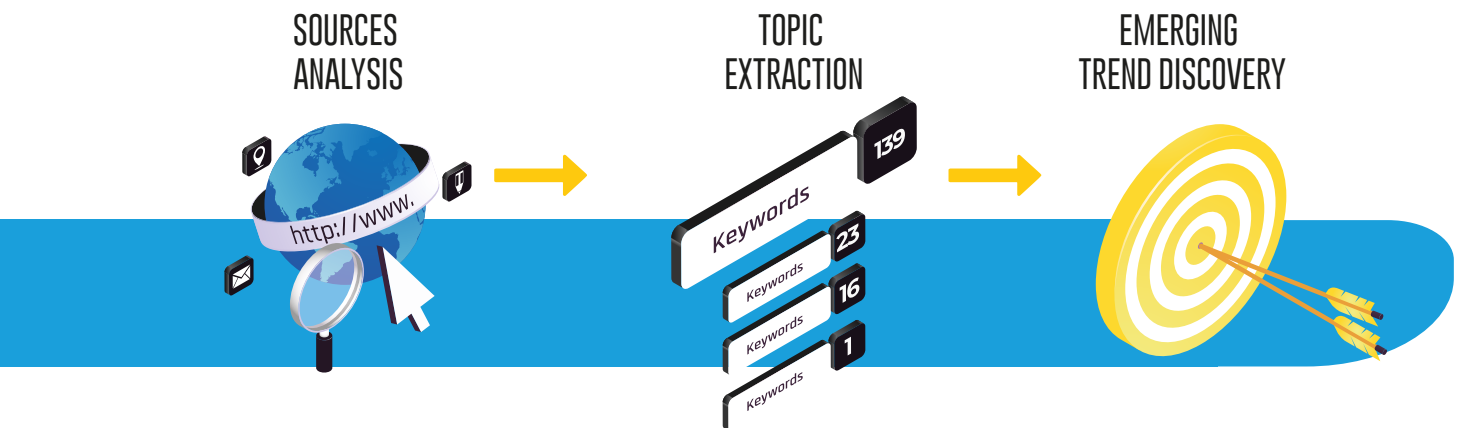 SOURCES
ANALYSIS
TOPIC
EXTRACTION
EMERGING
TREND DISCOVERY
http://www.
Keywords
139
Keywords
23
Keywords
16
Keywords
1